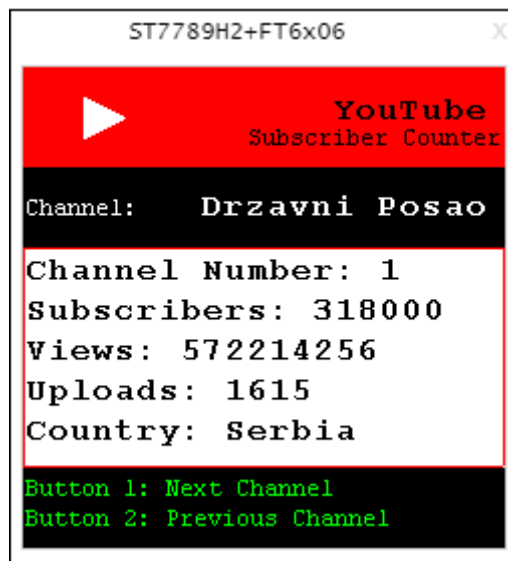 ST7789H2+FT6x06 X
YouTube
Subscriber Counter
Channel: Drzavni Posao
Channel Number: 1
Subscribers: 318000
Views: 572214256
Uploads: 1615
Country: Serbia
Button 1: Next Channel
Button 2: Previous Channel